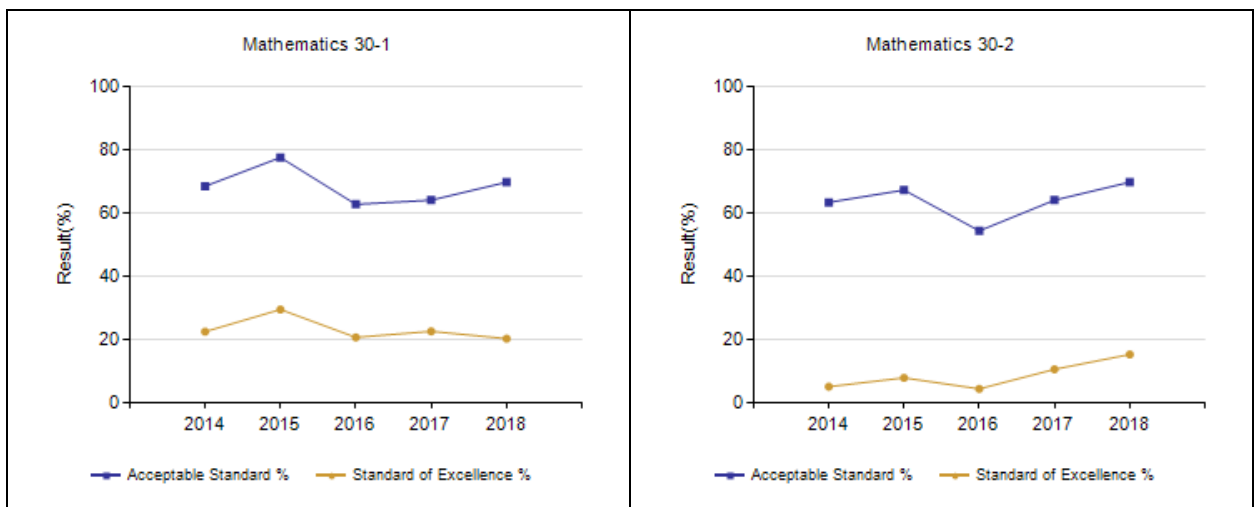 Mathematics 30-1
100
80
60
40
20
0
Result(%)
2014 2015 2016 2017 2018
Acceptable Standard % Standard of Excellence %
Mathematics 30-2
100
80
60
40
20
0
Result(%)
2014 2015 2016 2017 2018
Acceptable Standard % Standard of Excellence %